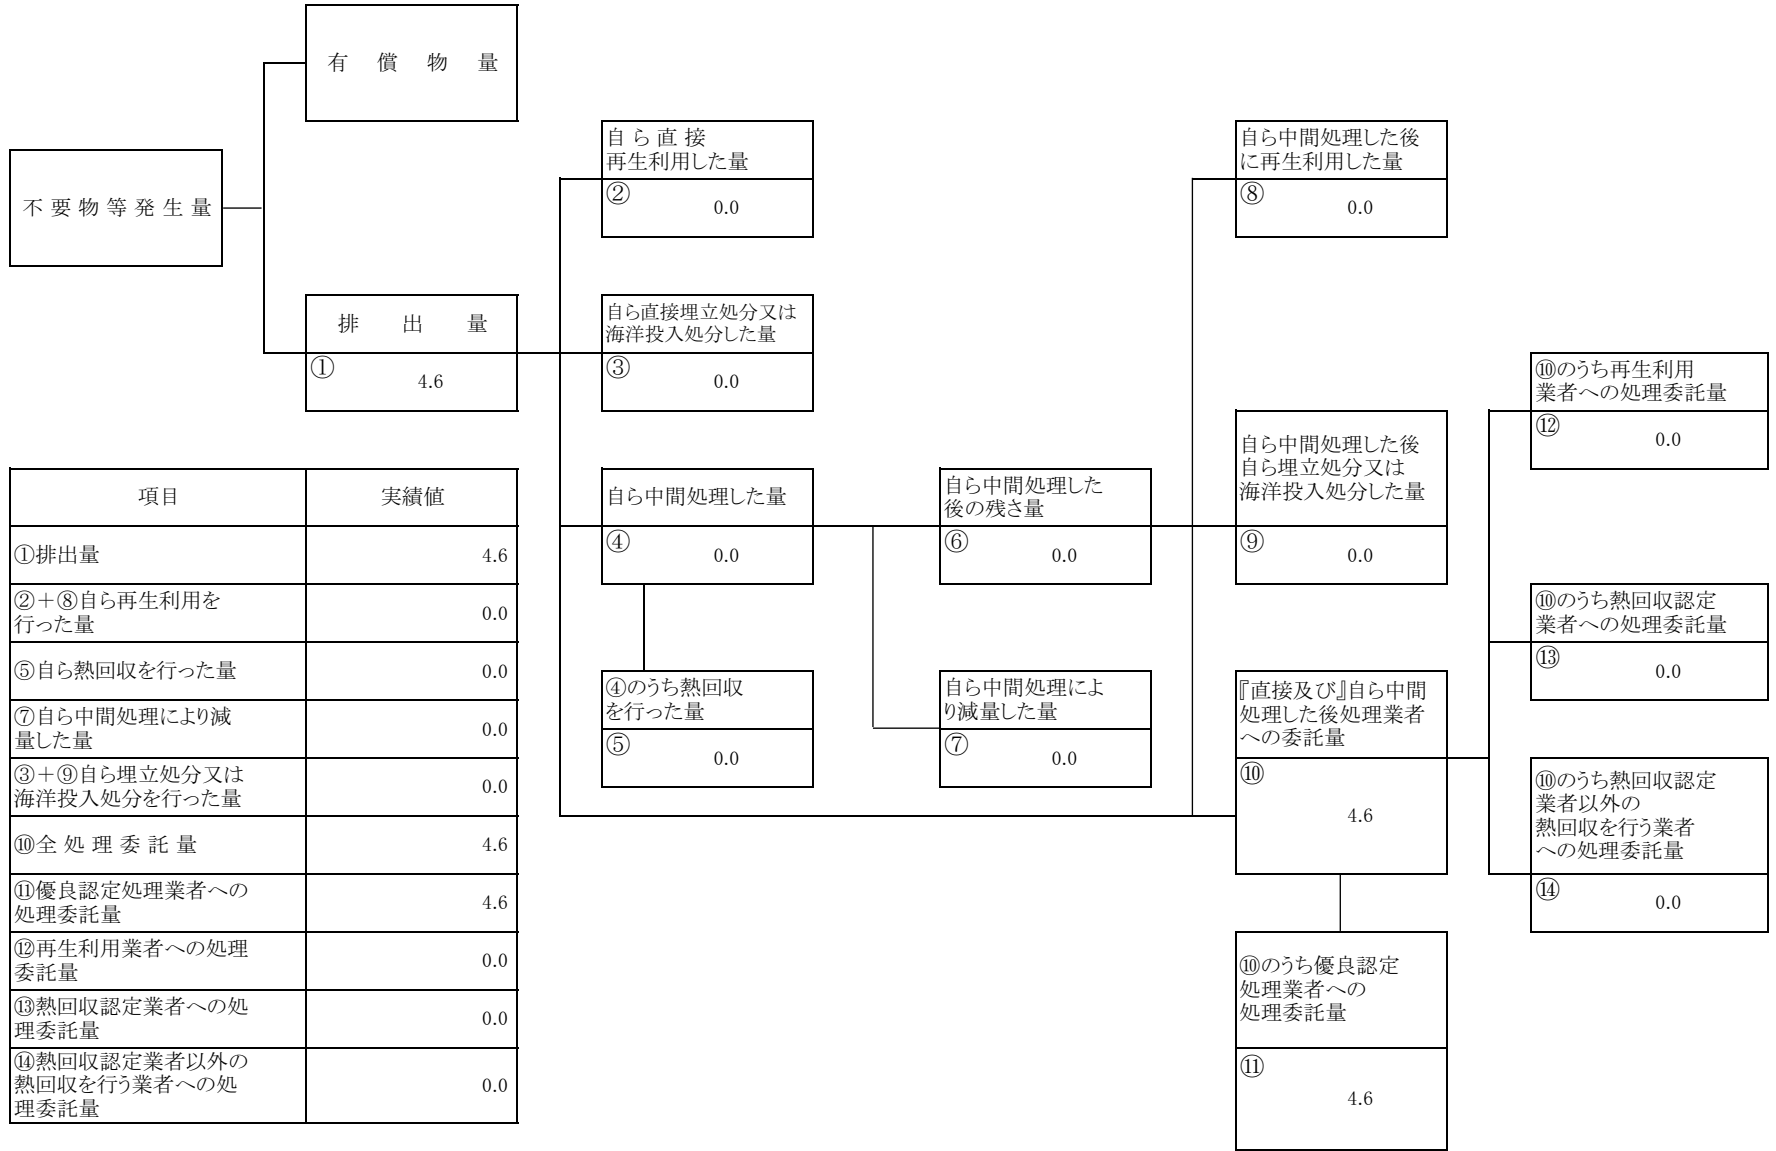 有償物量
不要物等発生量
排出量
①
4.6
自ら直接
再生利用した量
②
0.0
自ら直接埋立処分又は
海洋投入処分した量
③
0.0
自ら中間処理した量
④
0.0
④のうち熱回収
を行った量
⑤
0.0
自ら中間処理した
後の残さ量
⑥
0.0
自ら中間処理によ
り減量した量
⑦
0.0
自ら中間処理した後
に再生利用した量
⑧
0.0
自ら中間処理した後
自ら埋立処分又は
海洋投入処分した量
⑨
0.0
『直接及び』自ら中間
処理した後処理業者
への委託量
⑩
4.6
⑩のうち優良認定
処理業者への
処理委託量
⑪
4.6
⑩のうち再生利用
業者への処理委託量
⑫
0.0
⑩のうち熱回収認定
業者への処理委託量
⑬
0.0
⑩のうち熱回収認定
業者以外の
熱回収を行う業者
への処理委託量
⑭
0.0
項目 実績値
①排出量 4.6
②＋⑧自ら再生利用を
行った量 0.0
⑤自ら熱回収を行った量 0.0
⑦自ら中間処理により減
量した量 0.0
③＋⑨自ら埋立処分又は
海洋投入処分を行った量 0.0
⑩全処理委託量 4.6
⑪優良認定処理業者への
処理委託量 4.6
⑫再生利用業者への処理
委託量 0.0
⑬熱回収認定業者への処
理委託量 0.0
⑭熱回収認定業者以外の
熱回収を行う業者への処 0.0
理委託量